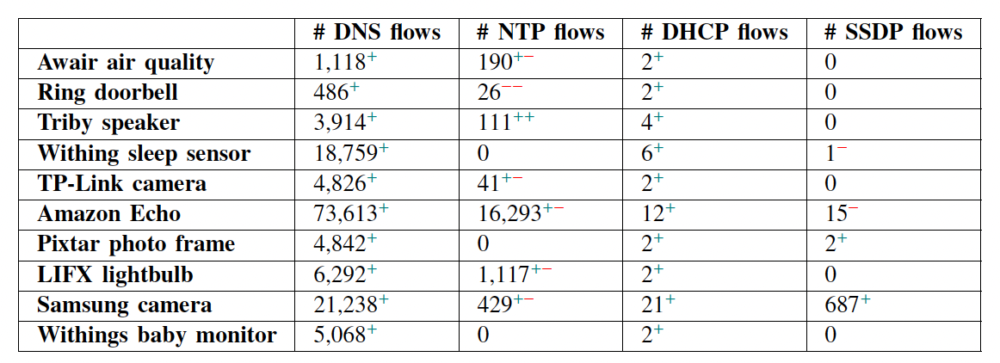 # DNS flows # NTP flows # DHCP flows # SSDP flows
Awair air quality 1,118⁺ 190⁺⁻ 2⁺ 0
Ring doorbell 486⁺ 26⁻⁻ 2⁺ 0
Triby speaker 3,914⁺ 111⁺⁺ 4⁺ 0
Withing sleep sensor 18,759⁺ 0 6⁺ 1⁻
TP-Link camera 4,826⁺ 41⁺⁻ 2⁺ 0
Amazon Echo 73,613⁺ 16,293⁺⁻ 12⁺ 15⁻
Pixtar photo frame 4,842⁺ 0 2⁺ 2⁺
LIFX lightbulb 6,292⁺ 1,117⁺⁻ 2⁺ 0
Samsung camera 21,238⁺ 429⁺⁻ 21⁺ 687⁺
Withings baby monitor 5,068⁺ 0 2⁺ 0